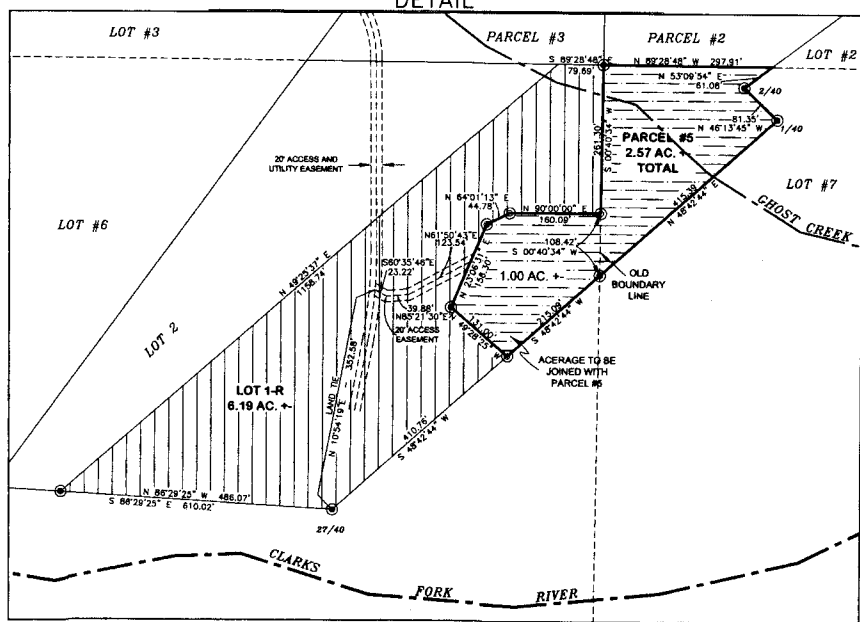 DETAIL
LOT #3
PARCEL #3
PARCEL #2
LOT #2
S 89°28'48" E
79.69'
N 89°28'48" W 297.91'
N 53°09'54" E
61.08'
2/40
81.35'
N 46°13'45" W
1/40
261.30'
S 00°40'34" W
PARCEL #5
2.57 AC. +-
TOTAL
20' ACCESS AND
UTILITY EASEMENT
LOT #7
N 64°01'13" E
44.78'
N 90°00'00" E
160.09'
415.39
N 48°42'44" E
GHOST CREEK
LOT #6
N61°50'43"E
123.54'
108.42'
S 00°40'34" W
S60°35'46"E
23.22'
N 23°06'31" E
158.30'
1.00 AC. +-
OLD
BOUNDARY
LINE
N 49°25'37" E
1158.74'
39.88'
N85°21'30"E
20' ACCESS
EASEMENT
131.00'
N 49°28'25" W
215.09'
S 48°42'44" W
LOT 2
ACERAGE TO BE
JOINED WITH
PARCEL #5
LOT 1-R
6.19 AC. +-
LAND TIE
N 10°54'19"E 352.58'
410.76'
S 48°42'44" W
N 86°29'25" W 486.07'
S 86°29'25" E 610.02'
27/40
CLARKS
FORK
RIVER